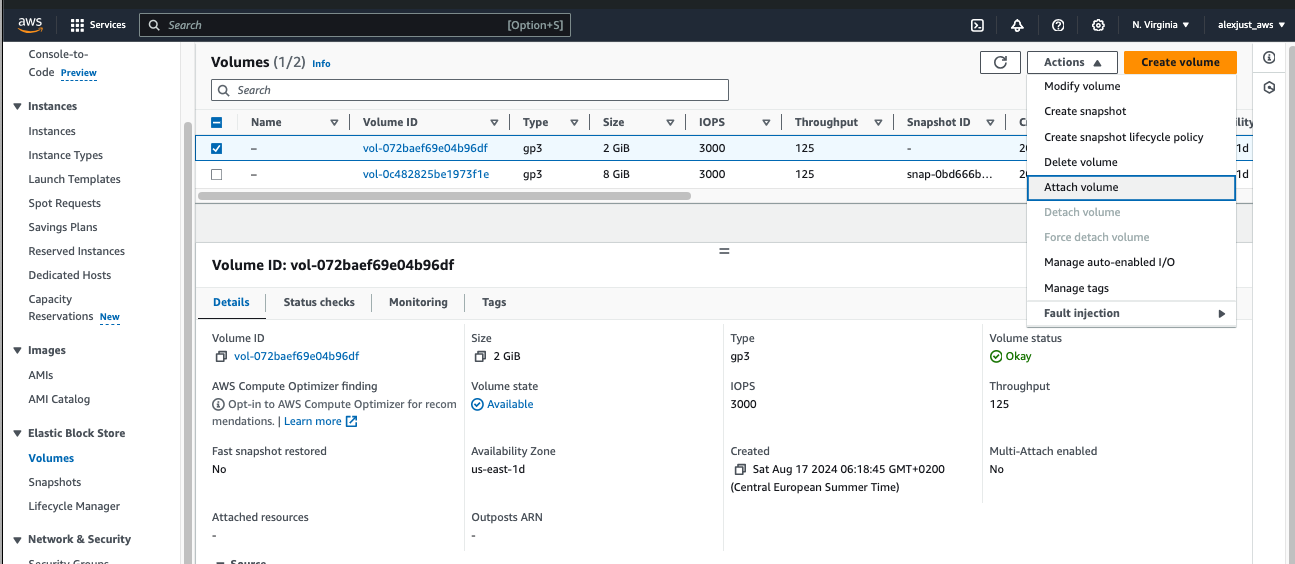 aws
Services
Search
[Option+S]
N. Virginia
alexjust_aws
Console-to-
Code Preview
Instances
Instances
Instance Types
Launch Templates
Spot Requests
Savings Plans
Reserved Instances
Dedicated Hosts
Capacity
Reservations New
Images
AMIs
AMI Catalog
Elastic Block Store
Volumes
Snapshots
Lifecycle Manager
Network & Security
Security Groups
Volumes (1/2) Info
Actions
Create volume
Search
Name Volume ID Type Size IOPS Throughput Snapshot ID
– vol-072baef69e04b96df gp3 2 GiB 3000 125 - 1d
– vol-0c482825be1973f1e gp3 8 GiB 3000 125 snap-0bd666b... 1d
Modify volume
Create snapshot
Create snapshot lifecycle policy
Delete volume
Attach volume
Detach volume
Force detach volume
Manage auto-enabled I/O
Manage tags
Fault injection
Volume ID: vol-072baef69e04b96df
Details
Status checks
Monitoring
Tags
Volume ID
vol-072baef69e04b96df
Size
2 GiB
Type
gp3
Volume status
Okay
AWS Compute Optimizer finding
Opt-in to AWS Compute Optimizer for recom
mendations. | Learn more
Volume state
Available
IOPS
3000
Throughput
125
Fast snapshot restored
No
Availability Zone
us-east-1d
Created
Sat Aug 17 2024 06:18:45 GMT+0200
(Central European Summer Time)
Multi-Attach enabled
No
Attached resources
-
Outposts ARN
-
Source